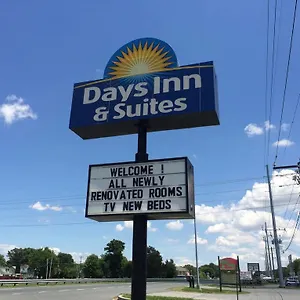 Days Inn
& Suites
WELCOME !
ALL NEWLY
RENOVATED ROOMS
TV NEW BEDS